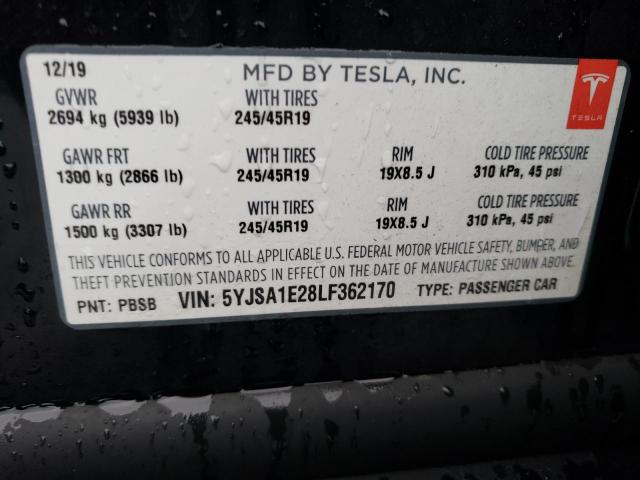 12/19 MFD BY TESLA, INC.
GVWR WITH TIRES
2694 kg (5939 lb) 245/45R19
TESLA
GAWR FRT WITH TIRES RIM COLD TIRE PRESSURE
1300 kg (2866 lb) 245/45R19 19X8.5 J 310 kPa, 45 psi
GAWR RR WITH TIRES RIM COLD TIRE PRESSURE
1500 kg (3307 lb) 245/45R19 19X8.5 J 310 kPa, 45 psi
THIS VEHICLE CONFORMS TO ALL APPLICABLE U.S. FEDERAL MOTOR VEHICLE SAFETY, BUMPER, AND
THEFT PREVENTION STANDARDS IN EFFECT ON THE DATE OF MANUFACTURE SHOWN ABOVE.
PNT: PBSB VIN: 5YJSA1E28LF362170 TYPE: PASSENGER CAR